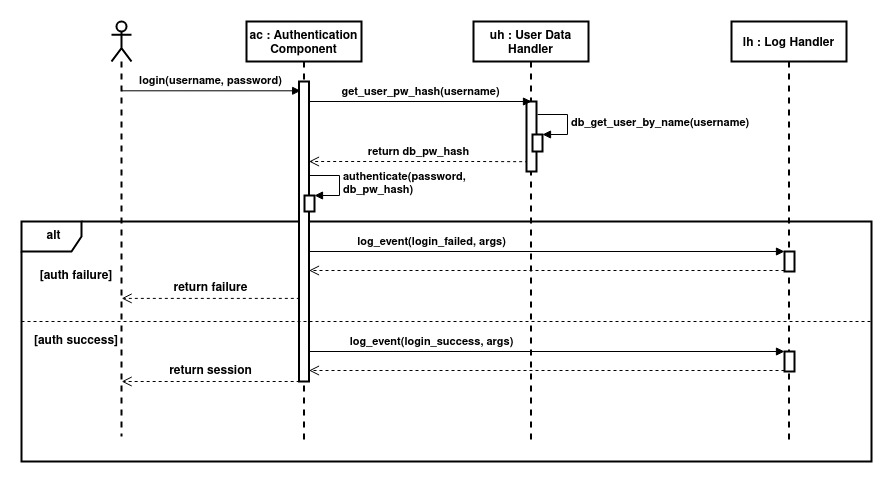 ac : Authentication
Component
uh : User Data
Handler
lh : Log Handler
login(username, password)
get_user_pw_hash(username)
db_get_user_by_name(username)
return db_pw_hash
authenticate(password,
db_pw_hash)
alt
log_event(login_failed, args)
[auth failure]
return failure
[auth success]
log_event(login_success, args)
return session